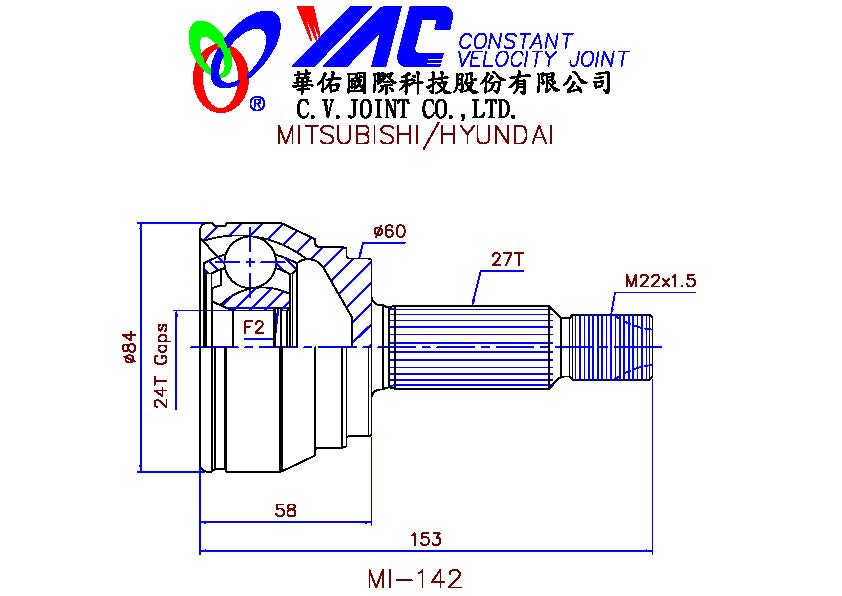 YAC CONSTANT
VELOCITY JOINT
華佑國際科技股份有限公司
®
C.V.JOINT CO.,LTD.
MITSUBISHI/HYUNDAI
ø60
27T
M22x1.5
F2
ø84
24T Gaps
58
153
MI-142